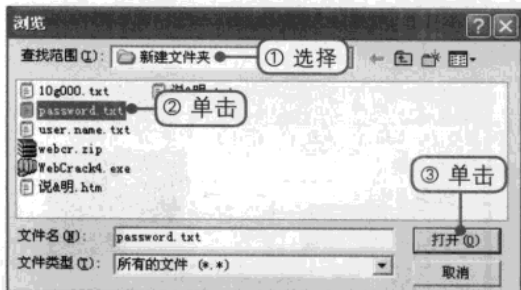 浏览
查找范围(I): 新建文件夹
① 选择
10g000.txt
password.txt
② 单击
user.name.txt
webcr.zip
WebCrack4.exe
说&明.htm
③ 单击
文件名(N): password.txt
打开(O)
文件类型(T): 所有的文件 (*.*)
取消